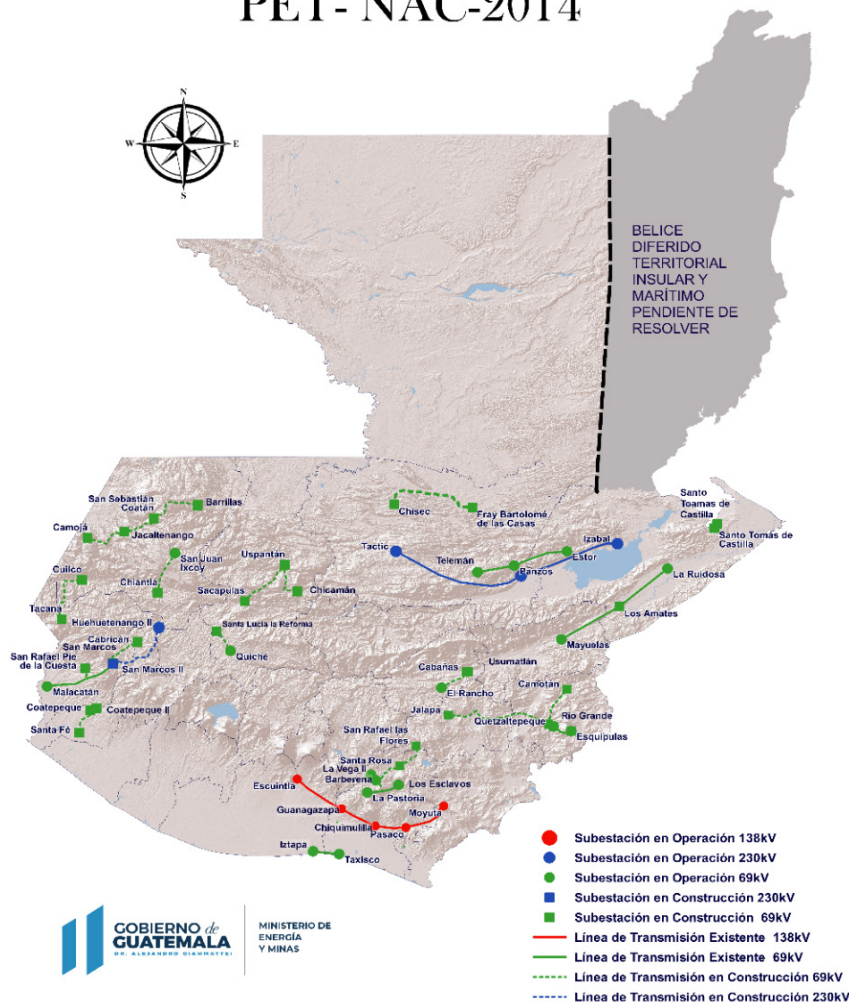 PET- NAC-2014
N
W
E
S
BELICE
DIFERIDO
TERRITORIAL
INSULAR Y
MARÍTIMO
PENDIENTE DE
RESOLVER
San Sebastián
Coatán
Barrillas
Camojá
Jacaltenango
San Juan
Ixcoy
Cuilco
Chiantla
Tacana
Uspantán
Sacapulas
Chicamán
Chisec
Fray Bartolomé
de las Casas
Tactic
Telemán
Panzos
Estor
Izabal
Santo
Toamas de
Castilla
Santo Tomás de
Castilla
La Ruidosa
Los Amates
Mayuelas
Huehuetenango II
Cabricán
San Marcos
San Rafael Pie
de la Cuesta
San Marcos II
Malacatán
Coatepeque
Coatepeque II
Santa Fé
Santa Lucía la Reforma
Quiché
Cabañas
Usumatlán
El Rancho
Camotán
Jalapa
Quetzaltepeque
Río Grande
Esquipulas
San Rafael las
Flores
Santa Rosa
La Vega II
Barberena
Los Esclavos
La Pastoria
Escuintla
Guanagazapa
Moyuta
Chiquimulilla
Pasaco
Iztapa
Taxisco
Subestación en Operación 138kV
Subestación en Operación 230kV
Subestación en Operación 69kV
Subestación en Construcción 230kV
Subestación en Construcción 69kV
Línea de Transmisión Existente 138kV
Línea de Transmisión Existente 69kV
Línea de Transmisión en Construcción 69kV
Línea de Transmisión en Construcción 230kV
GOBIERNO de
GUATEMALA
DR. ALEJANDRO GIAMMATTEI
MINISTERIO DE
ENERGÍA
Y MINAS